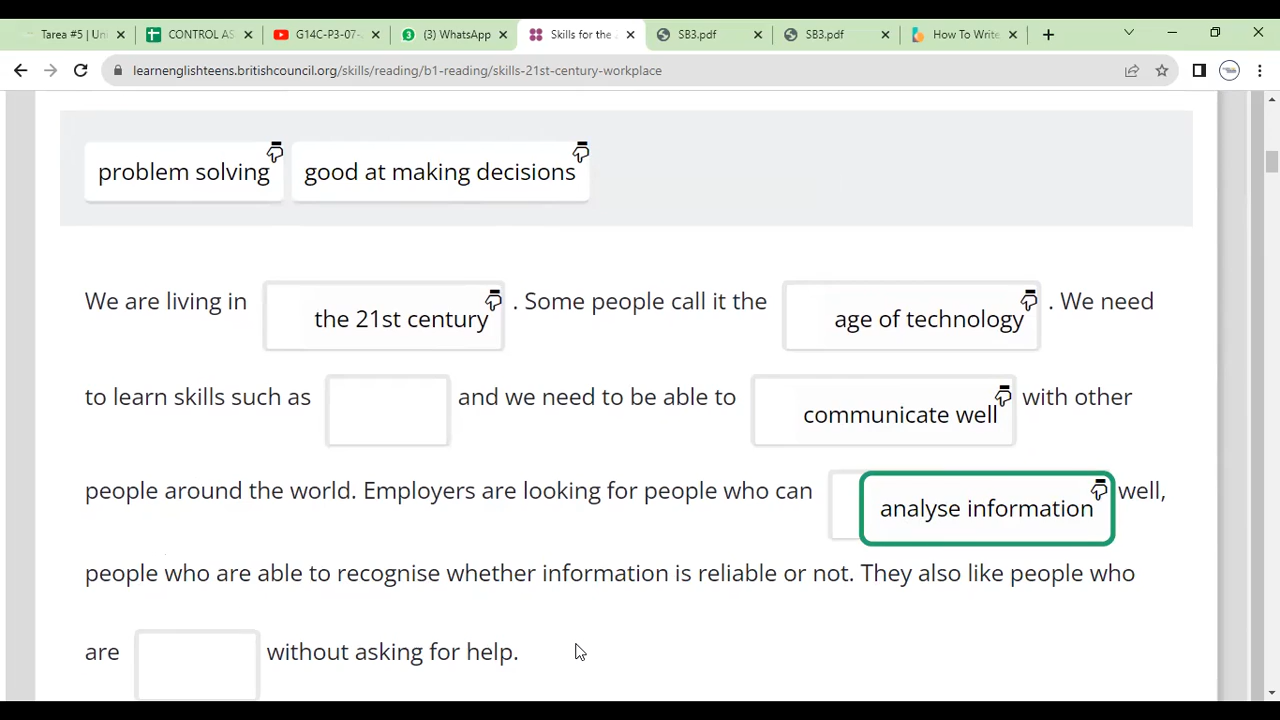 Tarea #5 | Uni
CONTROL AS
G14C-P3-07-
3
(3) WhatsApp
Skills for the
SB3.pdf
SB3.pdf
How To Write
learnenglishteens.britishcouncil.org/skills/reading/b1-reading/skills-21st-century-workplace
problem solving good at making decisions
We are living in the 21st century . Some people call it the age of technology . We need
to learn skills such as and we need to be able to communicate well with other
people around the world. Employers are looking for people who can analyse information well,
people who are able to recognise whether information is reliable or not. They also like people who
are without asking for help.